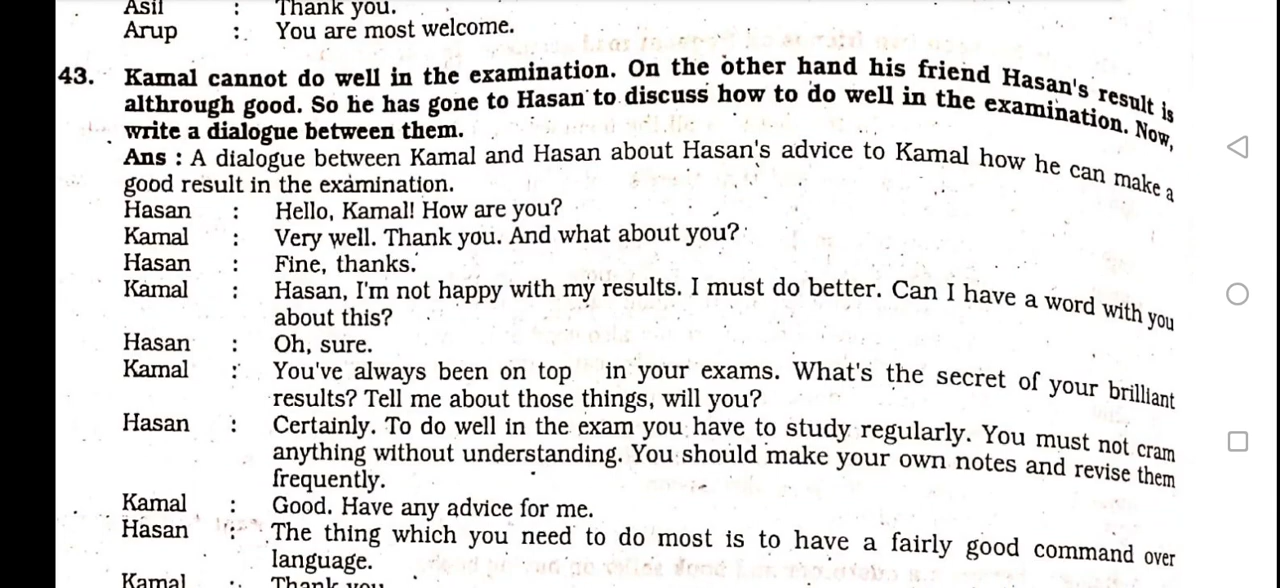 Asil : Thank you.
Arup : You are most welcome.
43. Kamal cannot do well in the examination. On the other hand his friend Hasan's result is
althrough good. So he has gone to Hasan to discuss how to do well in the examination. Now,
write a dialogue between them.
Ans : A dialogue between Kamal and Hasan about Hasan's advice to Kamal how he can make a
good result in the examination.
Hasan : Hello, Kamal! How are you?
Kamal : Very well. Thank you. And what about you?
Hasan : Fine, thanks.
Kamal : Hasan, I'm not happy with my results. I must do better. Can I have a word with you
about this?
Hasan : Oh, sure.
Kamal : You've always been on top in your exams. What's the secret of your brilliant
results? Tell me about those things, will you?
Hasan : Certainly. To do well in the exam you have to study regularly. You must not cram
anything without understanding. You should make your own notes and revise them
frequently.
Kamal : Good. Have any advice for me.
Hasan : The thing which you need to do most is to have a fairly good command over
language.
Kamal : Thank you